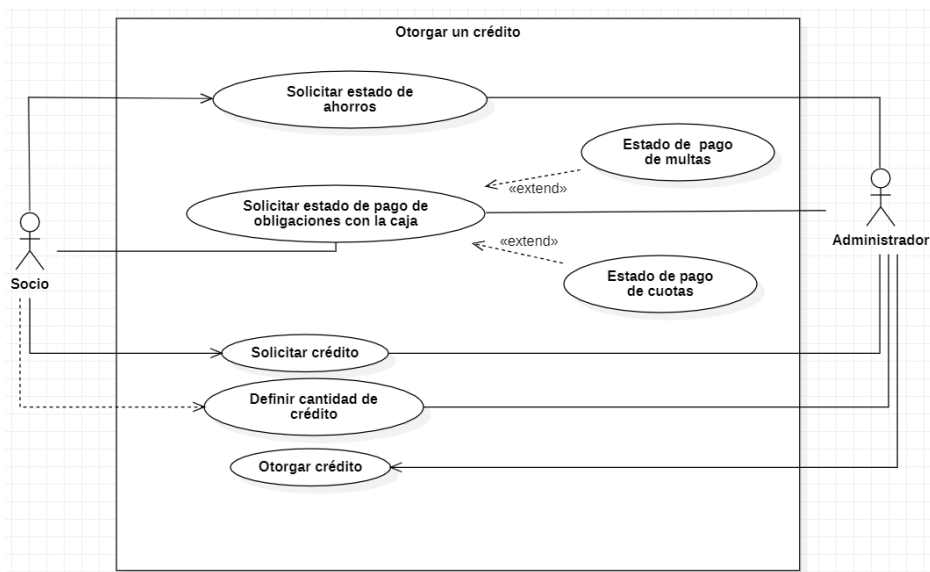 Otorgar un crédito
Solicitar estado de
ahorros
Estado de pago
de multas
«extend»
Solicitar estado de pago de
obligaciones con la caja
Administrador
«extend»
Socio
Estado de pago
de cuotas
Solicitar crédito
Definir cantidad de
crédito
Otorgar crédito